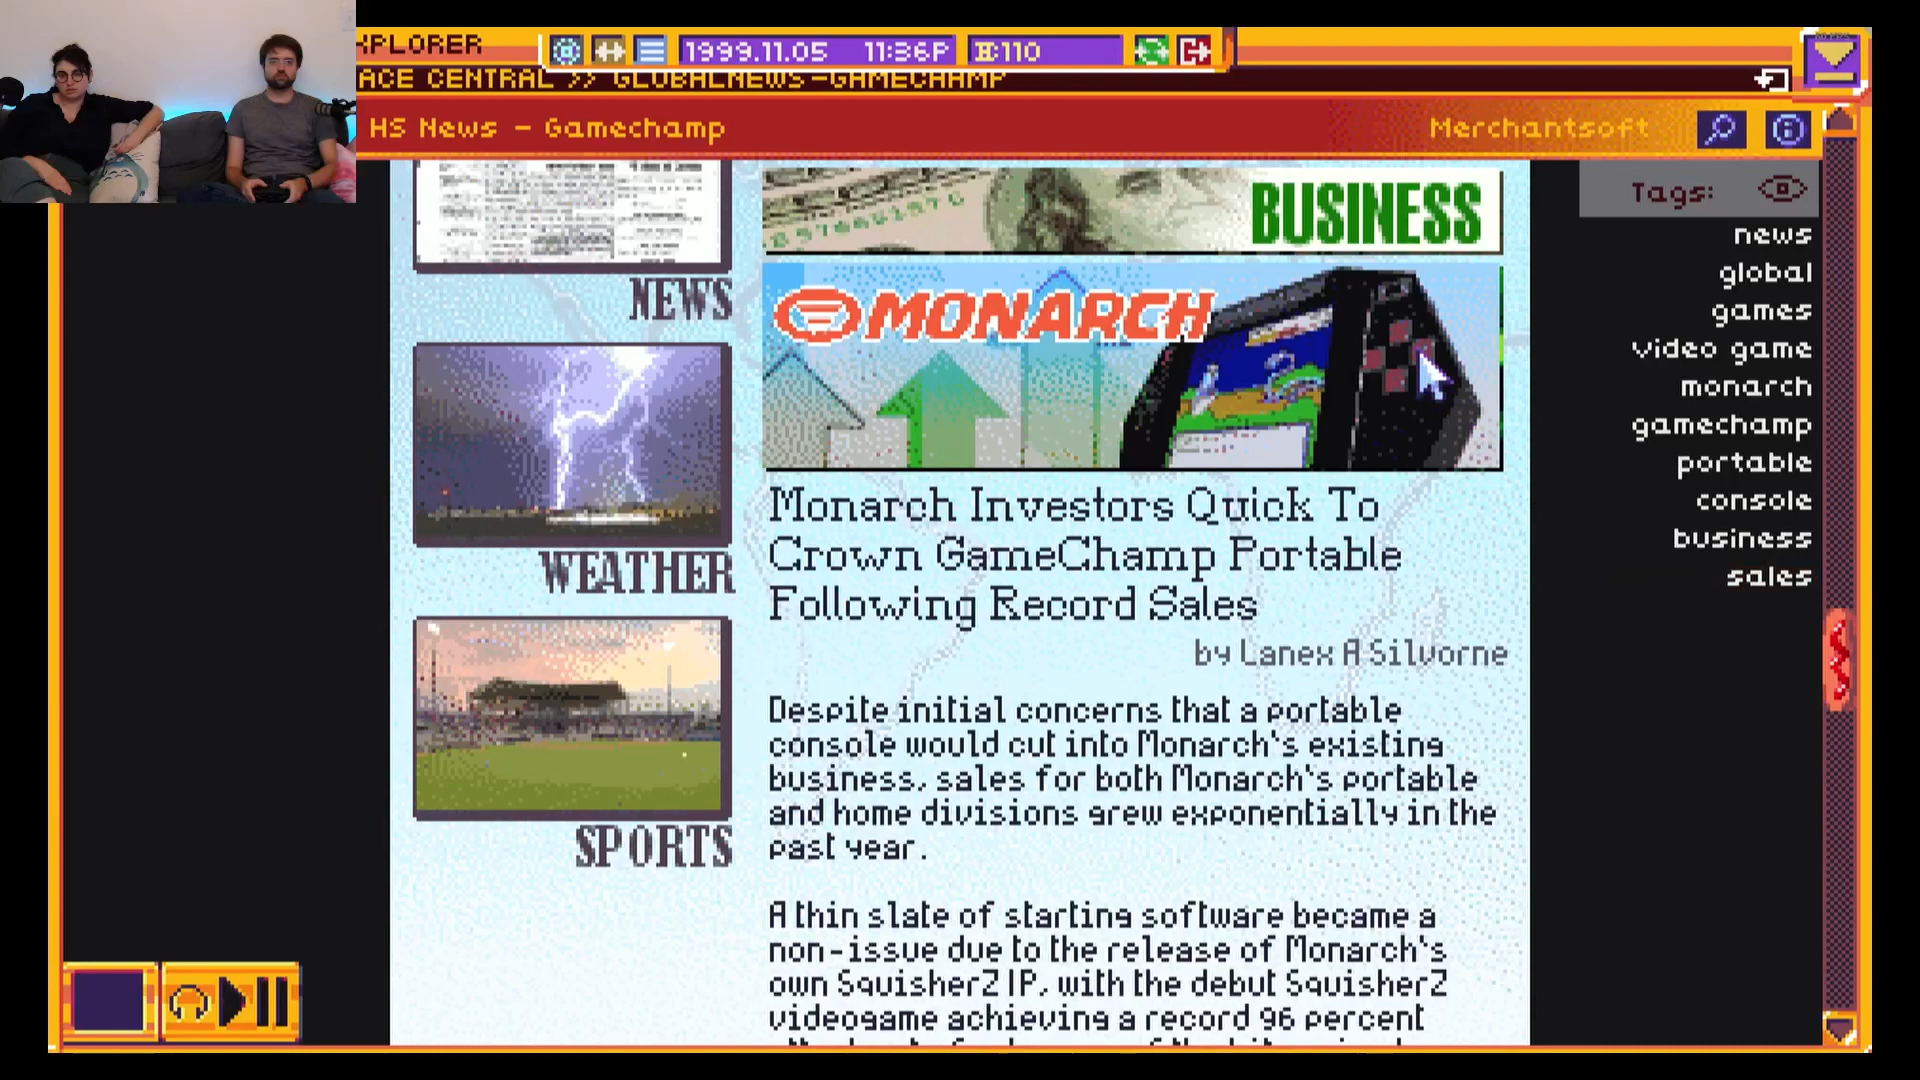 XPLORER
1999.11.05 11:36P
110
ACE CENTRAL >> GLOBALNEWS-GAMECHAMP
HS News - Gamechamp
Merchantsoft
BUSINESS
MONARCH
NEWS
WEATHER
SPORTS
Monarch Investors Quick To
Crown GameChamp Portable
Following Record Sales
by Lanex A Silvorne
Despite initial concerns that a portable
console would cut into Monarch's existing
business, sales for both Monarch's portable
and home divisions grew exponentially in the
past year.
A thin slate of starting software became a
non-issue due to the release of Monarch's
own SquisherZ IP, with the debut SquisherZ
videogame achieving a record 96 percent
Tags:
news
global
games
video game
monarch
gamechamp
portable
console
business
sales